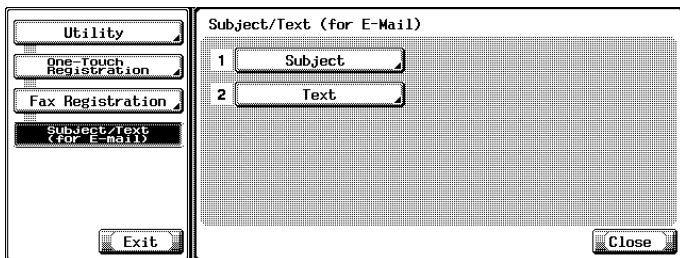 Utility
One-Touch
Registration
Fax Registration
Subject/Text
(for E-mail)
Exit
Subject/Text (for E-Mail)
1 Subject
2 Text
Close